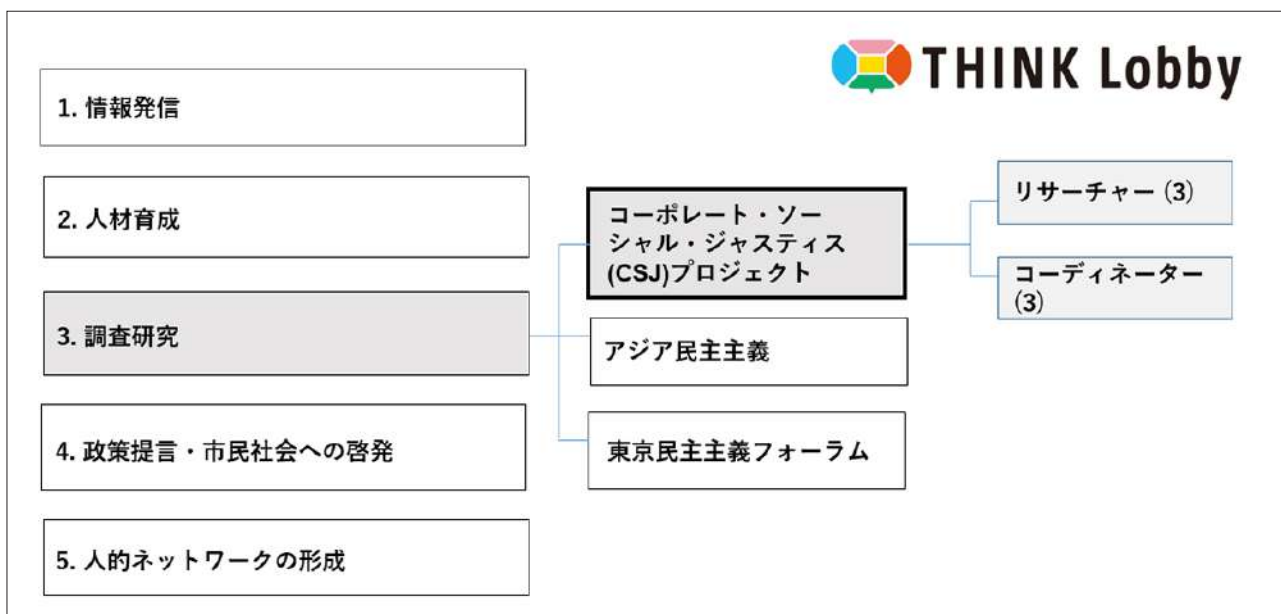 THINK Lobby
1. 情報発信
2. 人材育成
3. 調査研究
4. 政策提言・市民社会への啓発
5. 人的ネットワークの形成
コーポレート・ソー
シャル・ジャスティス
(CSJ)プロジェクト
アジア民主主義
東京民主主義フォーラム
リサーチャー (3)
コーディネーター
(3)